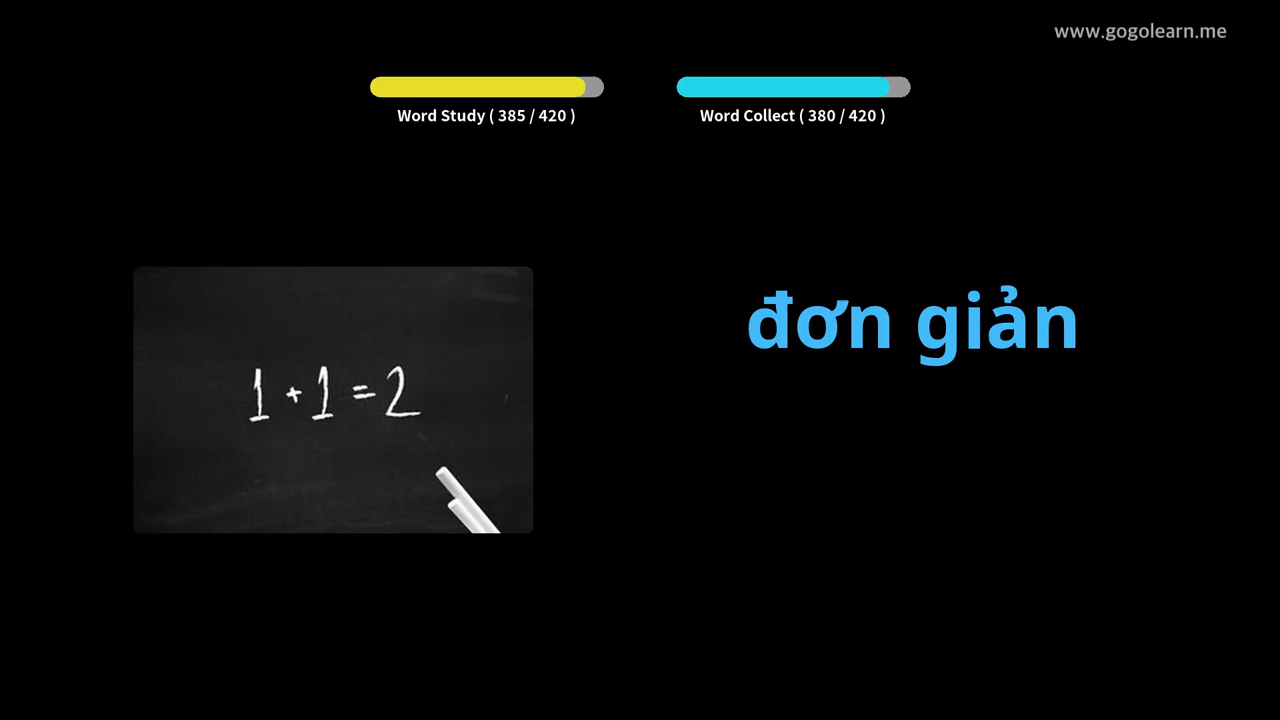 www.gogolearn.me
Word Study ( 385 / 420 )
Word Collect ( 380 / 420 )
đơn giản
1 + 1 = 2